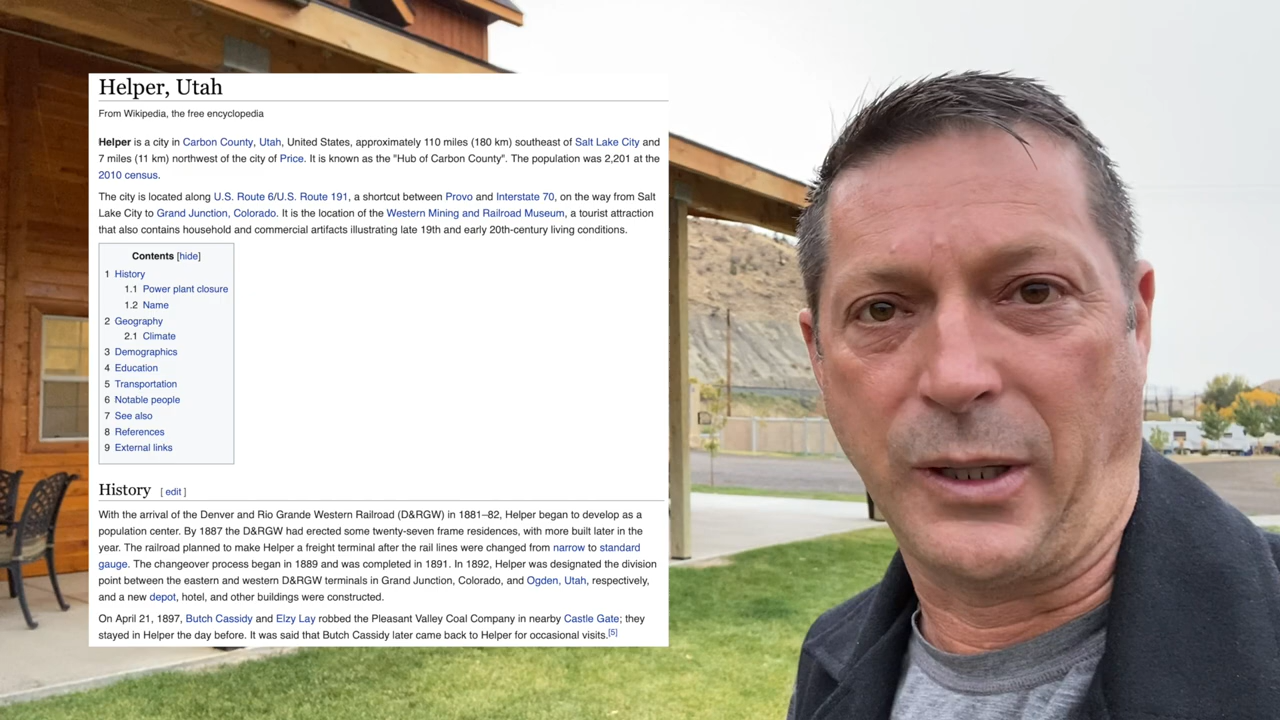 Helper, Utah
From Wikipedia, the free encyclopedia
Helper is a city in Carbon County, Utah, United States, approximately 110 miles (180 km) southeast of Salt Lake City and
7 miles (11 km) northwest of the city of Price. It is known as the "Hub of Carbon County". The population was 2,201 at the
2010 census.
The city is located along U.S. Route 6/U.S. Route 191, a shortcut between Provo and Interstate 70, on the way from Salt
Lake City to Grand Junction, Colorado. It is the location of the Western Mining and Railroad Museum, a tourist attraction
that also contains household and commercial artifacts illustrating late 19th and early 20th-century living conditions.
Contents [hide]
1 History
1.1 Power plant closure
1.2 Name
2 Geography
2.1 Climate
3 Demographics
4 Education
5 Transportation
6 Notable people
7 See also
8 References
9 External links
History [ edit ]
With the arrival of the Denver and Rio Grande Western Railroad (D&RGW) in 1881–82, Helper began to develop as a
population center. By 1887 the D&RGW had erected some twenty-seven frame residences, with more built later in the
year. The railroad planned to make Helper a freight terminal after the rail lines were changed from narrow to standard
gauge. The changeover process began in 1889 and was completed in 1891. In 1892, Helper was designated the division
point between the eastern and western D&RGW terminals in Grand Junction, Colorado, and Ogden, Utah, respectively,
and a new depot, hotel, and other buildings were constructed.
On April 21, 1897, Butch Cassidy and Elzy Lay robbed the Pleasant Valley Coal Company in nearby Castle Gate; they
stayed in Helper the day before. It was said that Butch Cassidy later came back to Helper for occasional visits.[5]